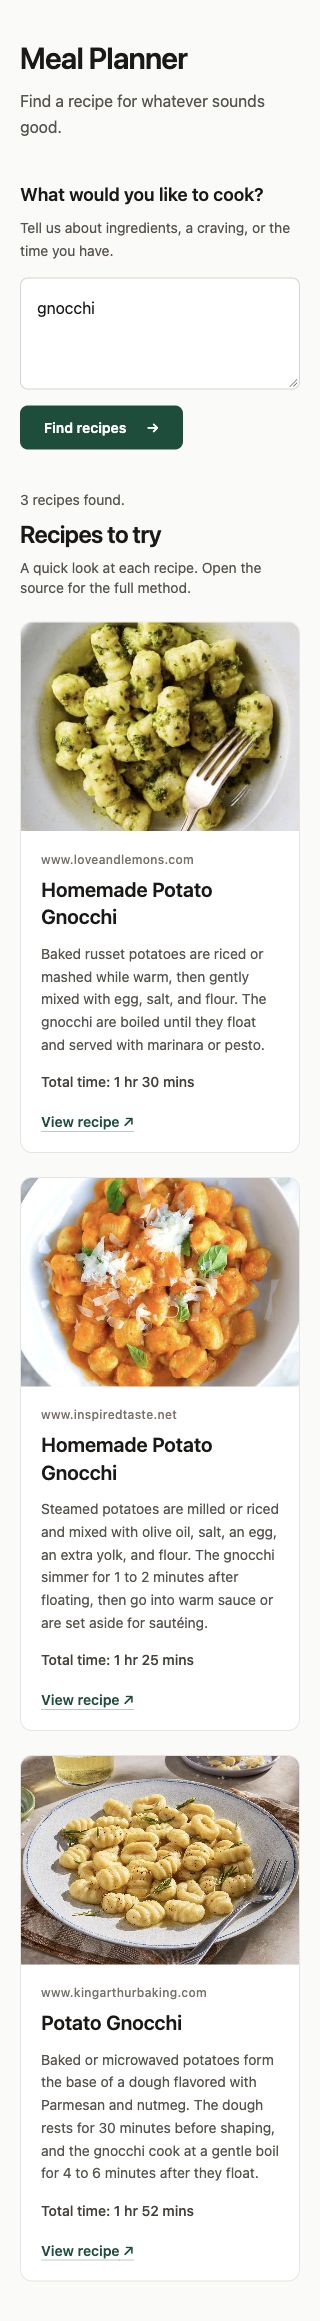 Meal Planner
Find a recipe for whatever sounds
good.
What would you like to cook?
Tell us about ingredients, a craving, or the
time you have.
gnocchi
Find recipes →
3 recipes found.
Recipes to try
A quick look at each recipe. Open the
source for the full method.
www.loveandlemons.com
Homemade Potato
Gnocchi
Baked russet potatoes are riced or
mashed while warm, then gently
mixed with egg, salt, and flour. The
gnocchi are boiled until they float
and served with marinara or pesto.
Total time: 1 hr 30 mins
View recipe ↗
www.inspiredtaste.net
Homemade Potato
Gnocchi
Steamed potatoes are milled or riced
and mixed with olive oil, salt, an egg,
an extra yolk, and flour. The gnocchi
simmer for 1 to 2 minutes after
floating, then go into warm sauce or
are set aside for sautéing.
Total time: 1 hr 25 mins
View recipe ↗
www.kingarthurbaking.com
Potato Gnocchi
Baked or microwaved potatoes form
the base of a dough flavored with
Parmesan and nutmeg. The dough
rests for 30 minutes before shaping,
and the gnocchi cook at a gentle boil
for 4 to 6 minutes after they float.
Total time: 1 hr 52 mins
View recipe ↗